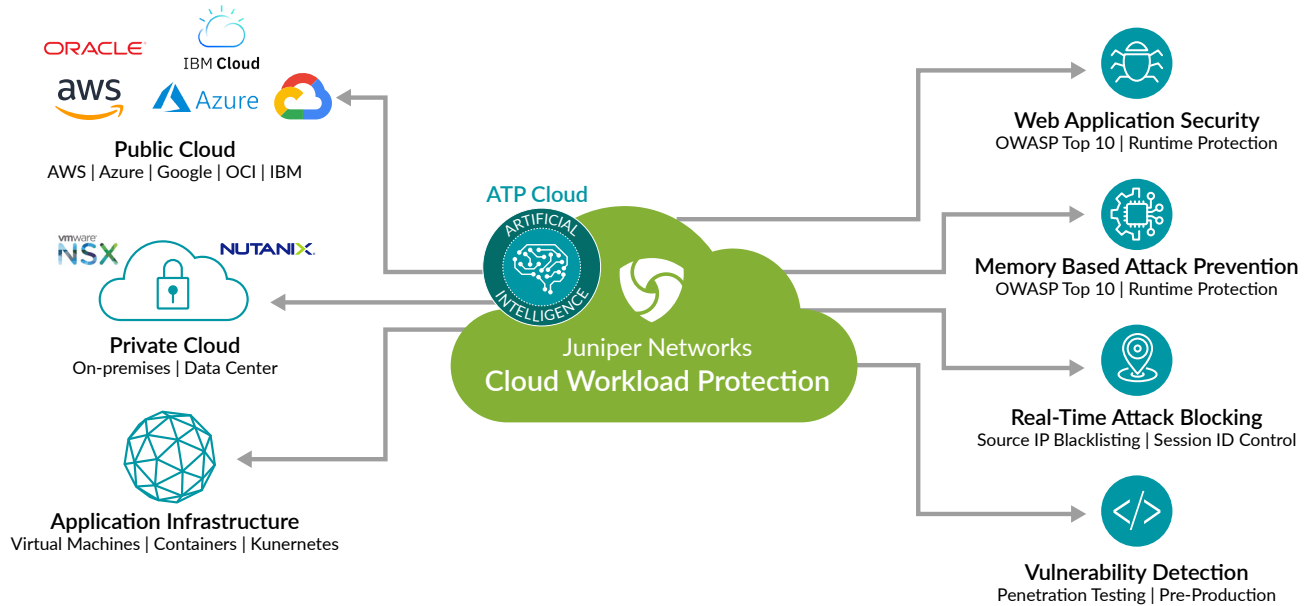 ORACLE
IBM Cloud
aws
Azure
Public Cloud
AWS | Azure | Google | OCI | IBM
vmware
NSX
NUTANIX
Private Cloud
On-premises | Data Center
Application Infrastructure
Virtual Machines | Containers | Kunernetes
ATP Cloud
ARTIFICIAL
INTELLIGENCE
Juniper Networks
Cloud Workload Protection
Web Application Security
OWASP Top 10 | Runtime Protection
Memory Based Attack Prevention
OWASP Top 10 | Runtime Protection
Real-Time Attack Blocking
Source IP Blacklisting | Session ID Control
</>
Vulnerability Detection
Penetration Testing | Pre-Production